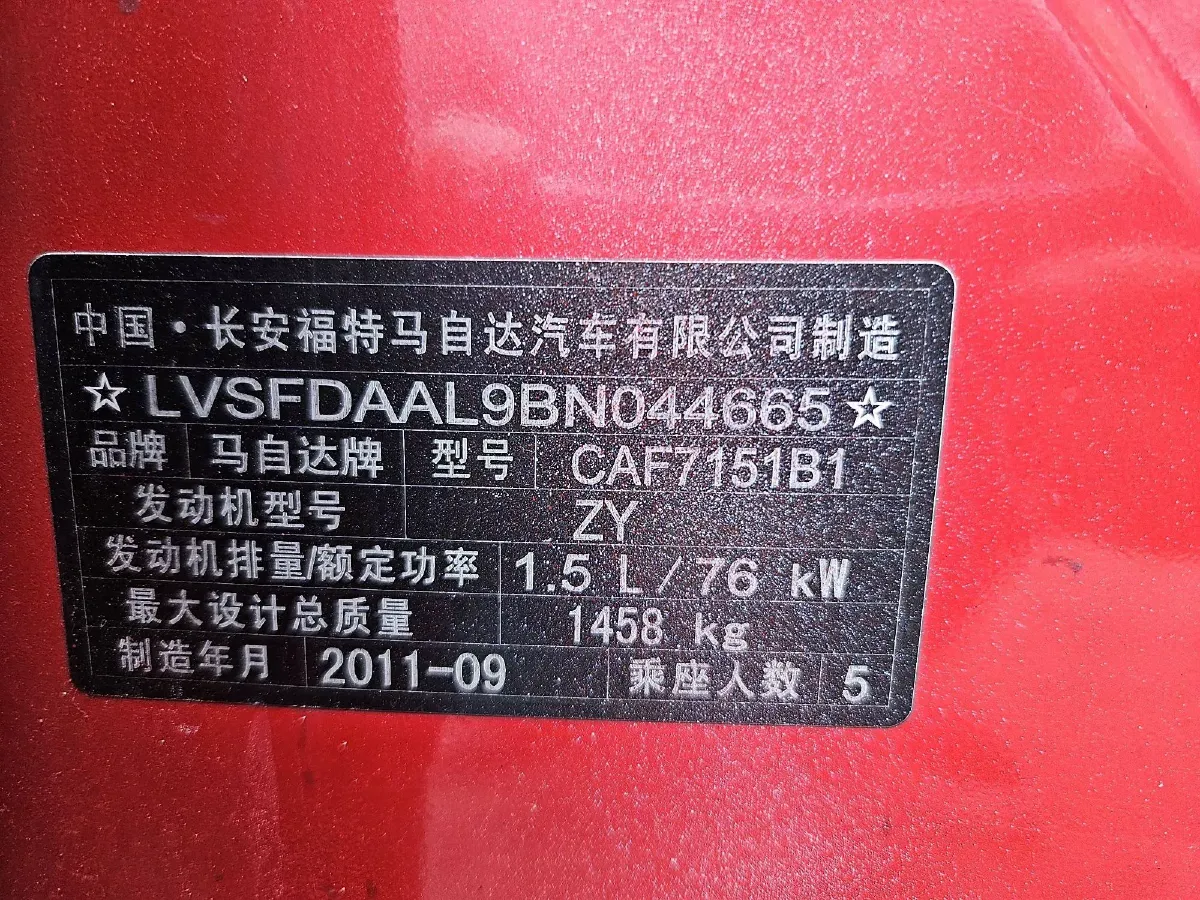 中国·长安福特马自达汽车有限公司制造
☆LVSFDAAL9BN044665☆
品牌 马自达牌 型号 CAF7151B1
发动机型号 ZY
发动机排量/额定功率 1.5 L/76 kW
最大设计总质量 1458 kg
制造年月 2011-09 乘座人数 5